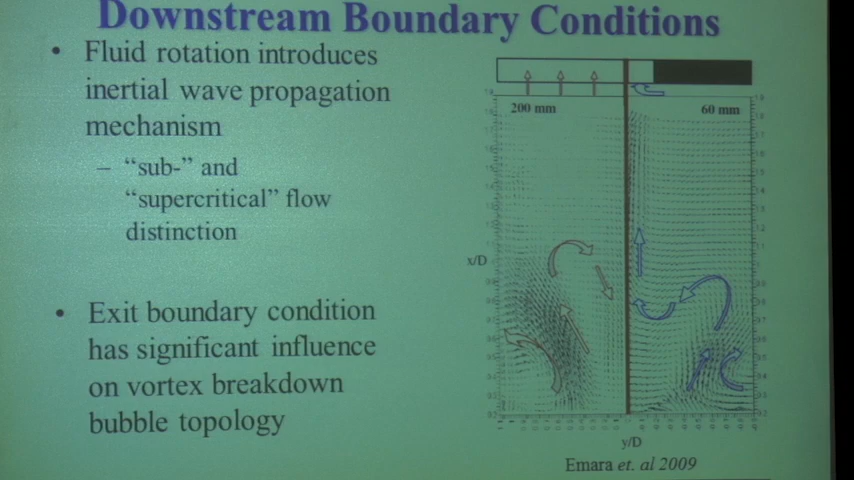 Downstream Boundary Conditions
• Fluid rotation introduces
inertial wave propagation
mechanism
– “sub-” and
“supercritical” flow
distinction
• Exit boundary condition
has significant influence
on vortex breakdown
bubble topology
200 mm
60 mm
x/D
y/D
Emara et. al 2009